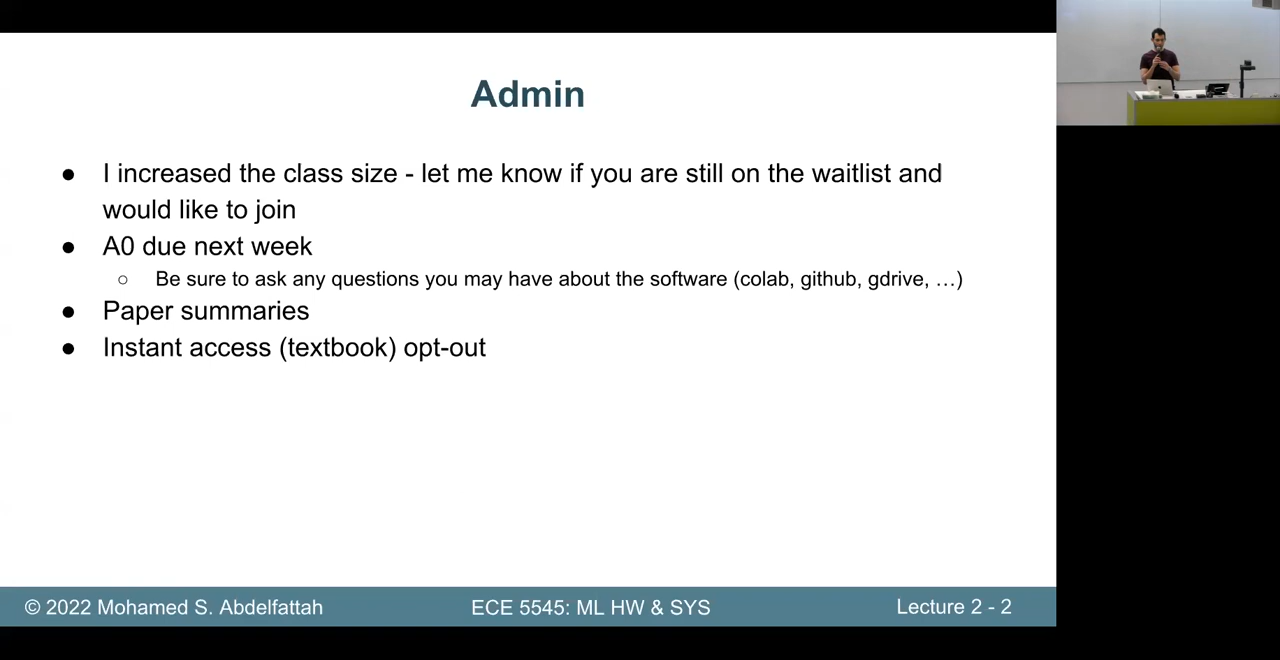 Admin
● I increased the class size - let me know if you are still on the waitlist and
would like to join
● A0 due next week
○ Be sure to ask any questions you may have about the software (colab, github, gdrive, …)
● Paper summaries
● Instant access (textbook) opt-out
© 2022 Mohamed S. Abdelfattah
ECE 5545: ML HW & SYS
Lecture 2 - 2